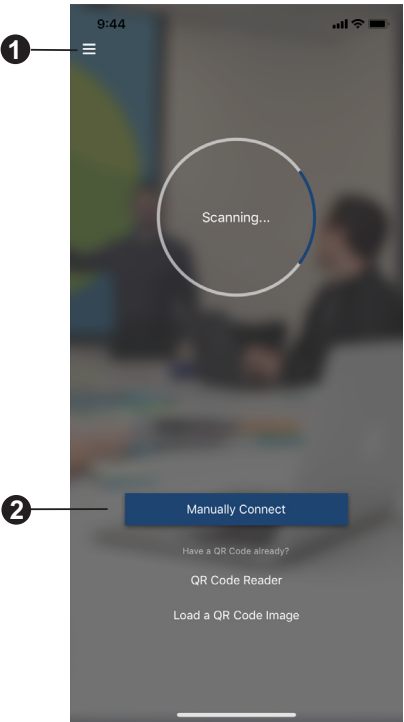 9:44
1
Scanning...
2
Manually Connect
Have a QR Code already?
QR Code Reader
Load a QR Code Image